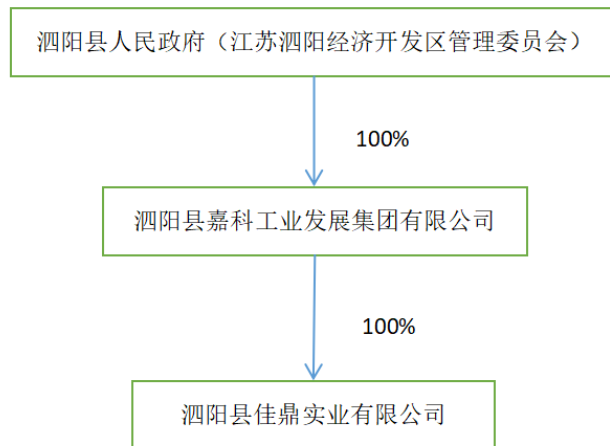 泗阳县人民政府（江苏泗阳经济开发区管理委员会）
100%
泗阳县嘉科工业发展集团有限公司
100%
泗阳县佳鼎实业有限公司